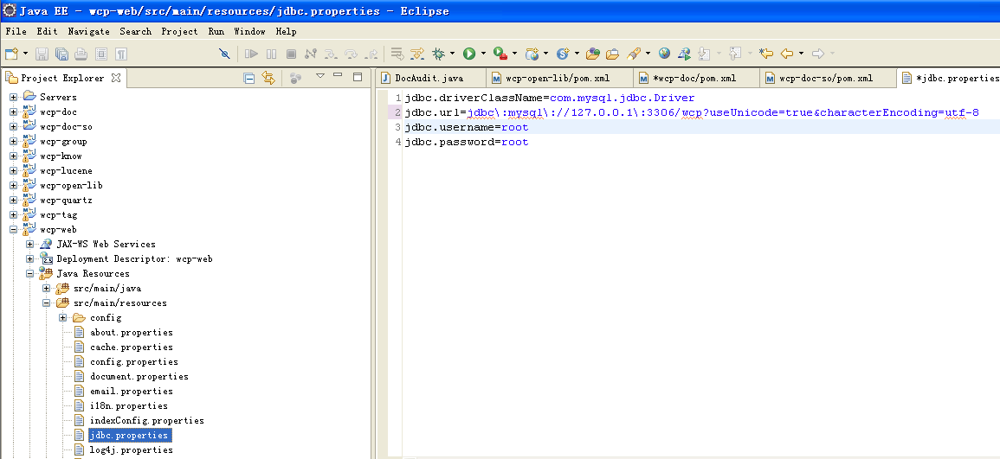 Java EE - wcp-web/src/main/resources/jdbc.properties - Eclipse
File Edit Navigate Search Project Run Window Help
Project Explorer
DocAudit.java wcp-open-lib/pom.xml *wcp-doc/pom.xml wcp-doc-so/pom.xml *jdbc.properties
Servers
wcp-doc
wcp-doc-so
wcp-group
wcp-know
wcp-lucene
wcp-open-lib
wcp-quartz
wcp-tag
wcp-web
JAX-WS Web Services
Deployment Descriptor: wcp-web
Java Resources
src/main/java
src/main/resources
config
about.properties
cache.properties
config.properties
document.properties
email.properties
i18n.properties
indexConfig.properties
jdbc.properties
log4j.properties
1 jdbc.driverClassName=com.mysql.jdbc.Driver
2 jdbc.url=jdbc\:mysql\://127.0.0.1\:3306/wcp?useUnicode=true&characterEncoding=utf-8
3 jdbc.username=root
4 jdbc.password=root